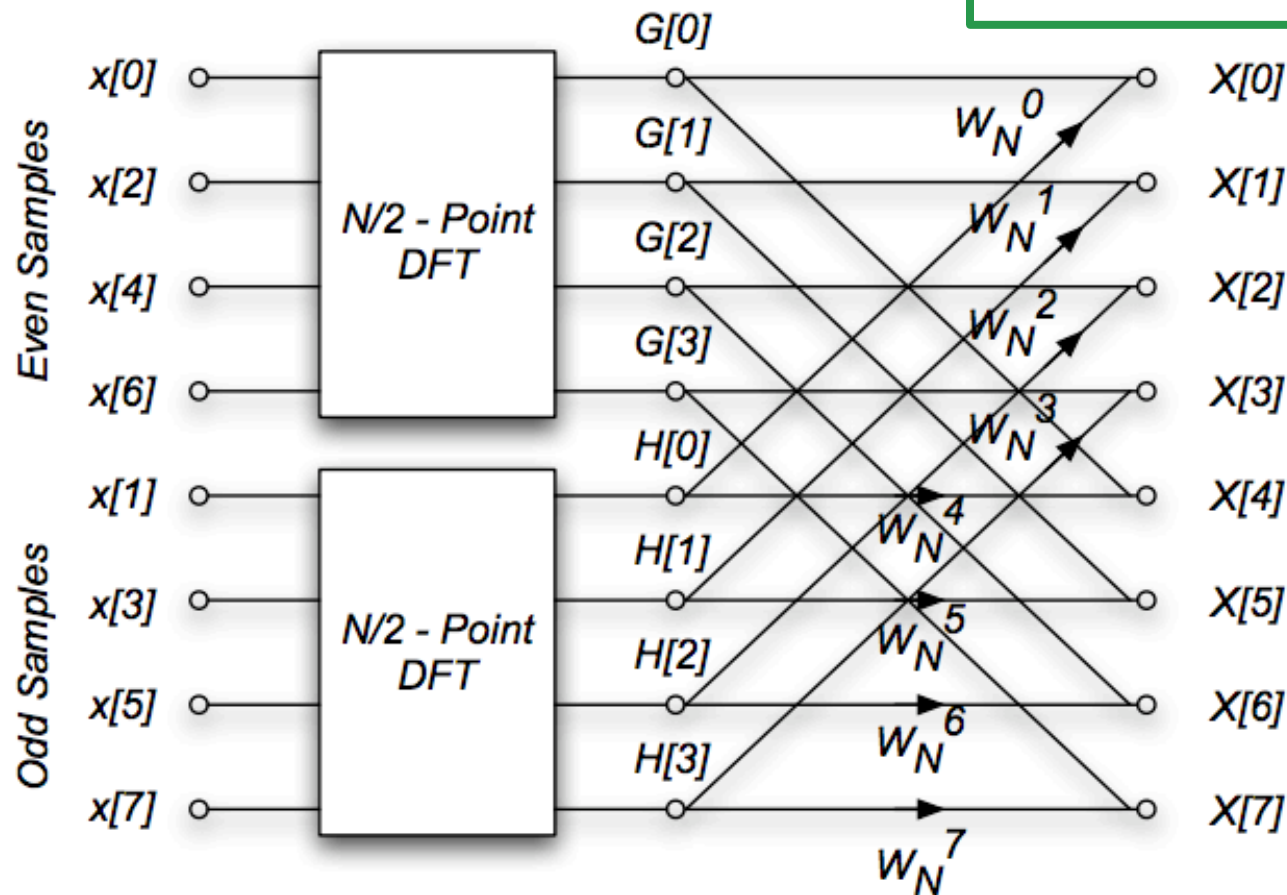 G[0]
x[0]
X[0]
W_N^0
G[1]
x[2]
X[1]
W_N^1
Even Samples
N/2 - Point
DFT
G[2]
x[4]
X[2]
W_N^2
G[3]
x[6]
X[3]
W_N^3
H[0]
x[1]
X[4]
W_N^4
H[1]
x[3]
X[5]
W_N^5
Odd Samples
N/2 - Point
DFT
H[2]
x[5]
X[6]
W_N^6
H[3]
x[7]
X[7]
W_N^7